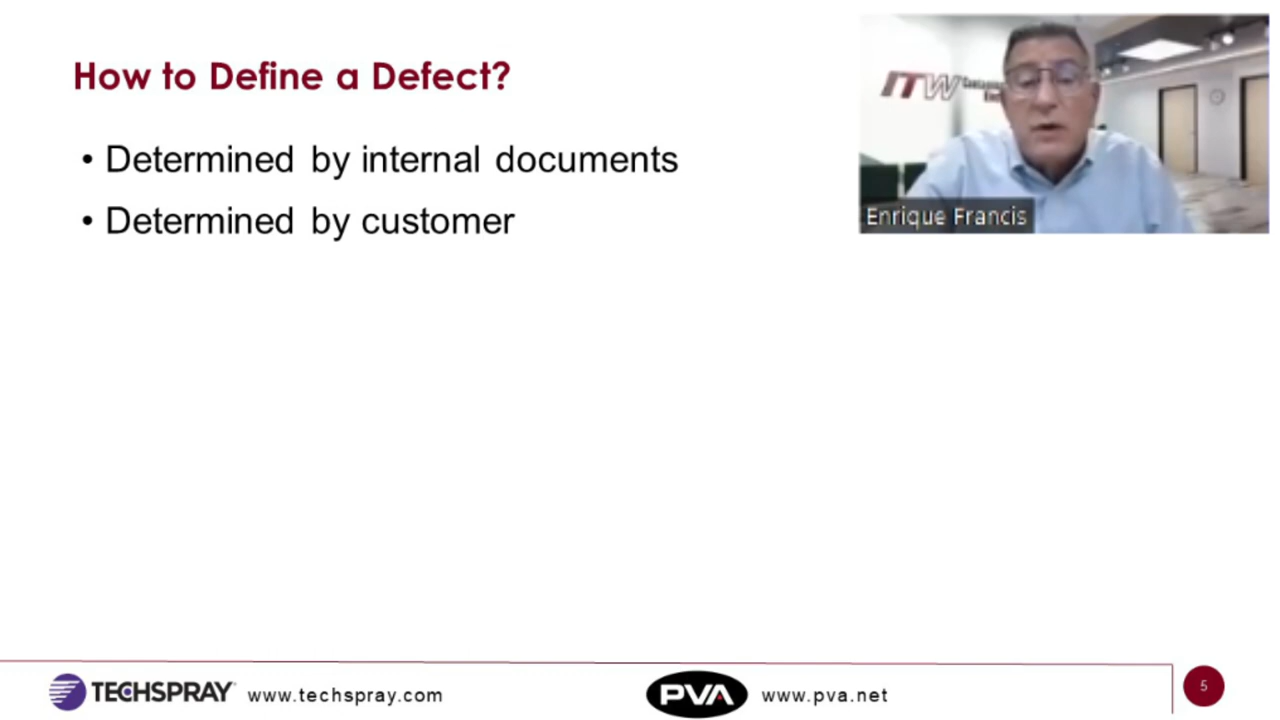 How to Define a Defect?
• Determined by internal documents
• Determined by customer
ITW
Enrique Francis
TECHSPRAY www.techspray.com
PVA www.pva.net
5